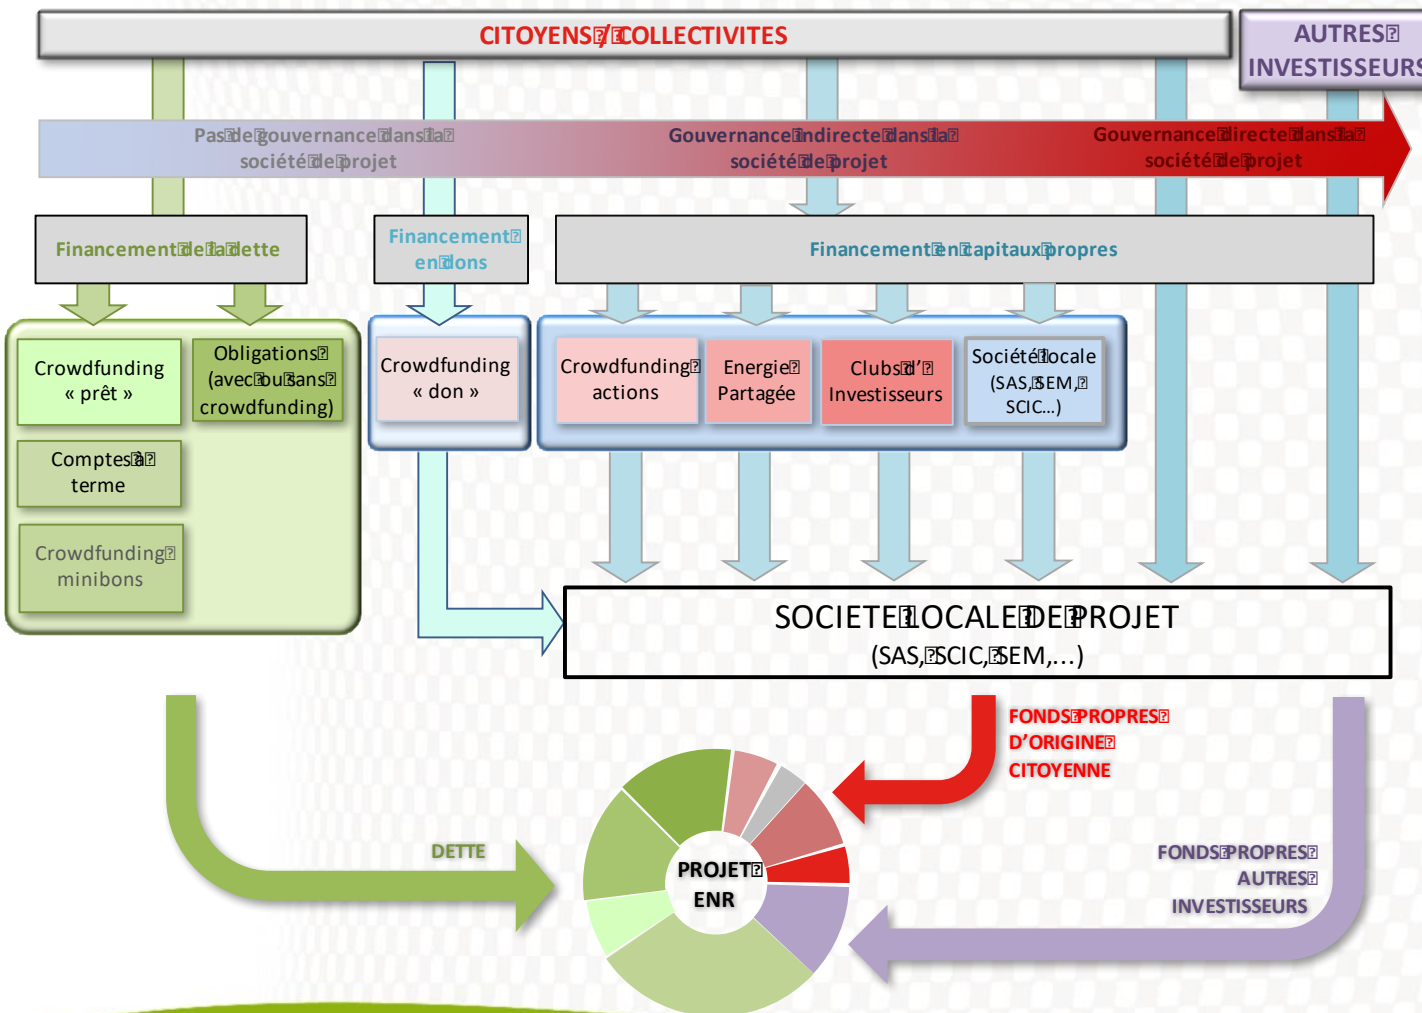 CITOYENS / COLLECTIVITES
AUTRES
INVESTISSEURS
Pas de gouvernance dans la
société de projet
Gouvernance indirecte dans la
société de projet
Gouvernance directe dans la
société de projet
Financement de la dette
Financement
en dons
Financement en capitaux propres
Crowdfunding
« prêt »
Obligations
(avec ou sans
crowdfunding)
Comptes à
terme
Crowdfunding
minibons
Crowdfunding
« don »
Crowdfunding
actions
Energie
Partagée
Clubs d'
Investisseurs
Société locale
(SAS, SEM,
SCIC...)
SOCIETE LOCALE DE PROJET
(SAS, SCIC, SEM,...)
FONDS PROPRES
D'ORIGINE
CITOYENNE
DETTE
PROJET
ENR
FONDS PROPRES
AUTRES
INVESTISSEURS